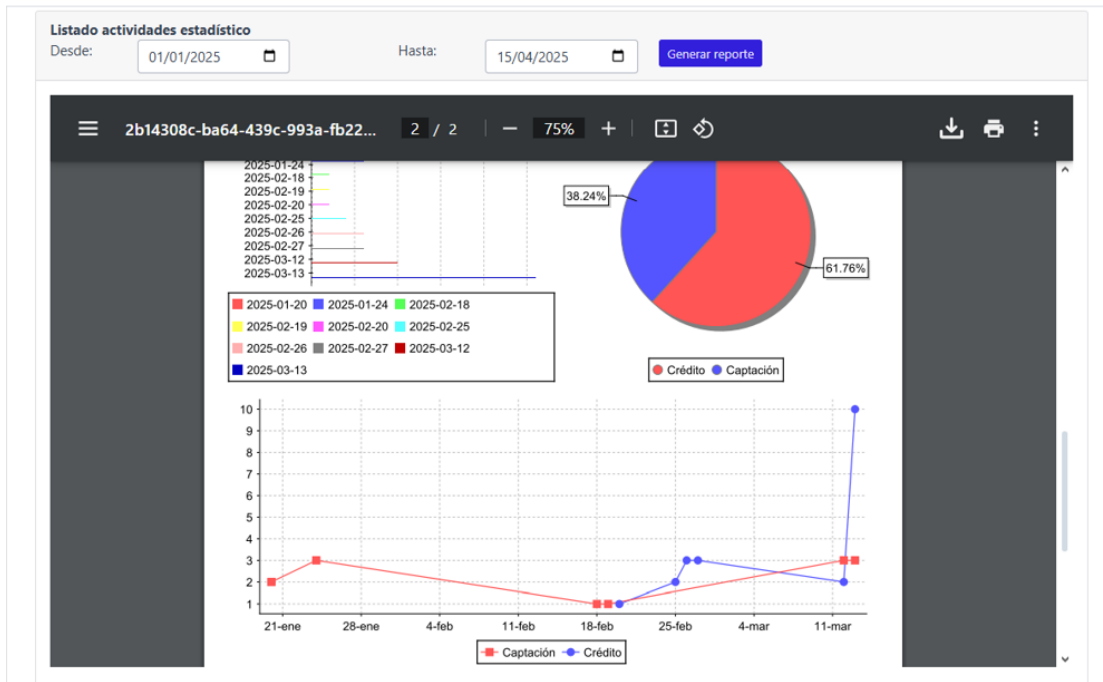 Listado actividades estadístico
Desde: 01/01/2025 Hasta: 15/04/2025 Generar reporte
2b14308c-ba64-439c-993a-fb22... 2 / 2 75%
2025-01-24
2025-02-18
2025-02-19
2025-02-20
2025-02-25
2025-02-26
2025-02-27
2025-03-12
2025-03-13
38.24%
61.76%
2025-01-20 2025-01-24 2025-02-18
2025-02-19 2025-02-20 2025-02-25
2025-02-26 2025-02-27 2025-03-12
2025-03-13
Crédito Captación
10
9
8
7
6
5
4
3
2
1
21-ene 28-ene 4-feb 11-feb 18-feb 25-feb 4-mar 11-mar
Captación Crédito